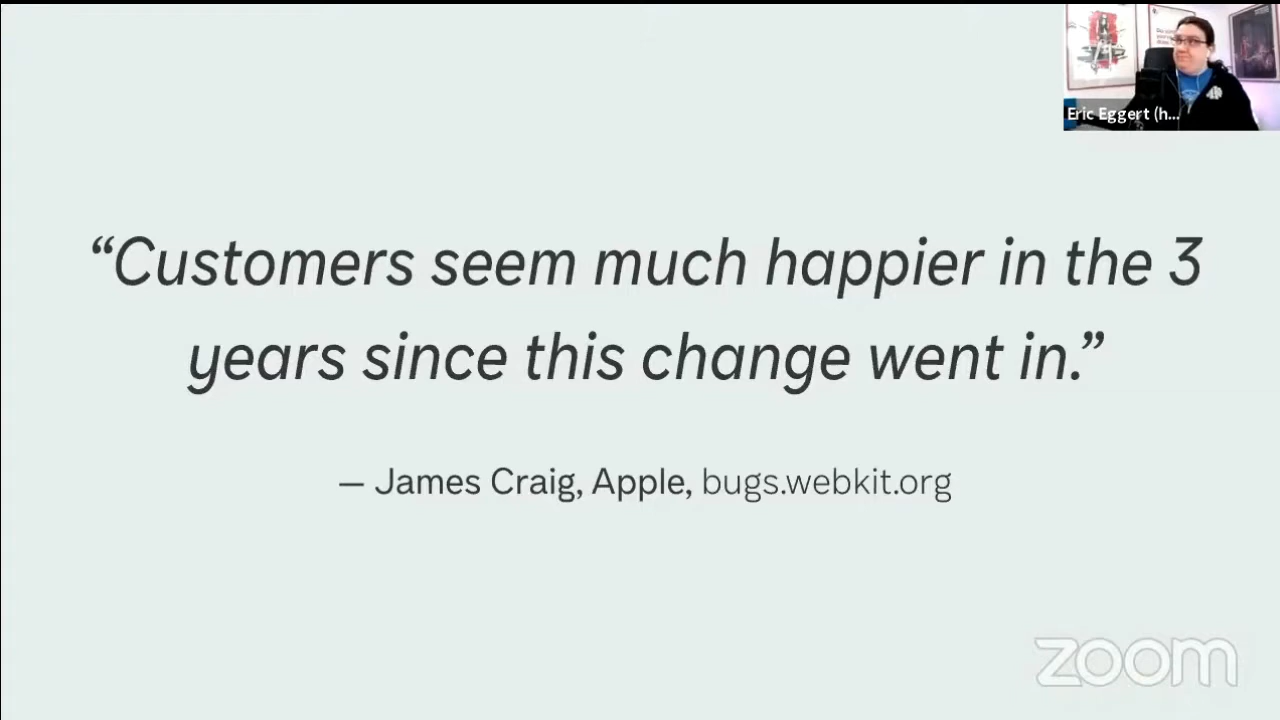 Eric Eggert (h...
“Customers seem much happier in the 3
years since this change went in.”
— James Craig, Apple, bugs.webkit.org
zoom